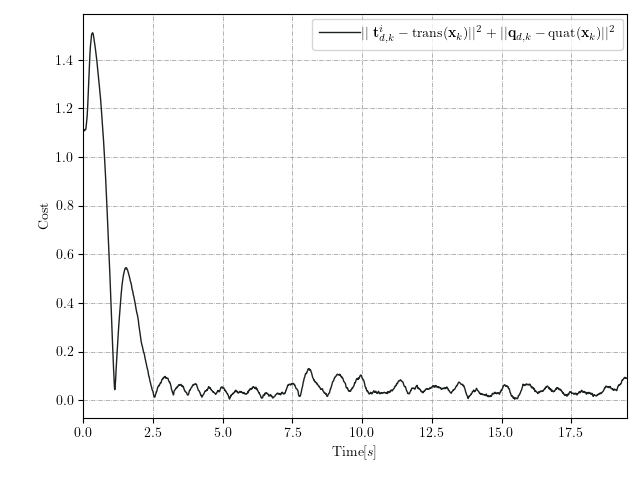 || t^i_{d,k} − trans(x_k)||^2 + ||q_{d,k} − quat(x_k)||^2
1.4
1.2
1.0
0.8
0.6
0.4
0.2
0.0
Cost
0.0 2.5 5.0 7.5 10.0 12.5 15.0 17.5
Time[s]